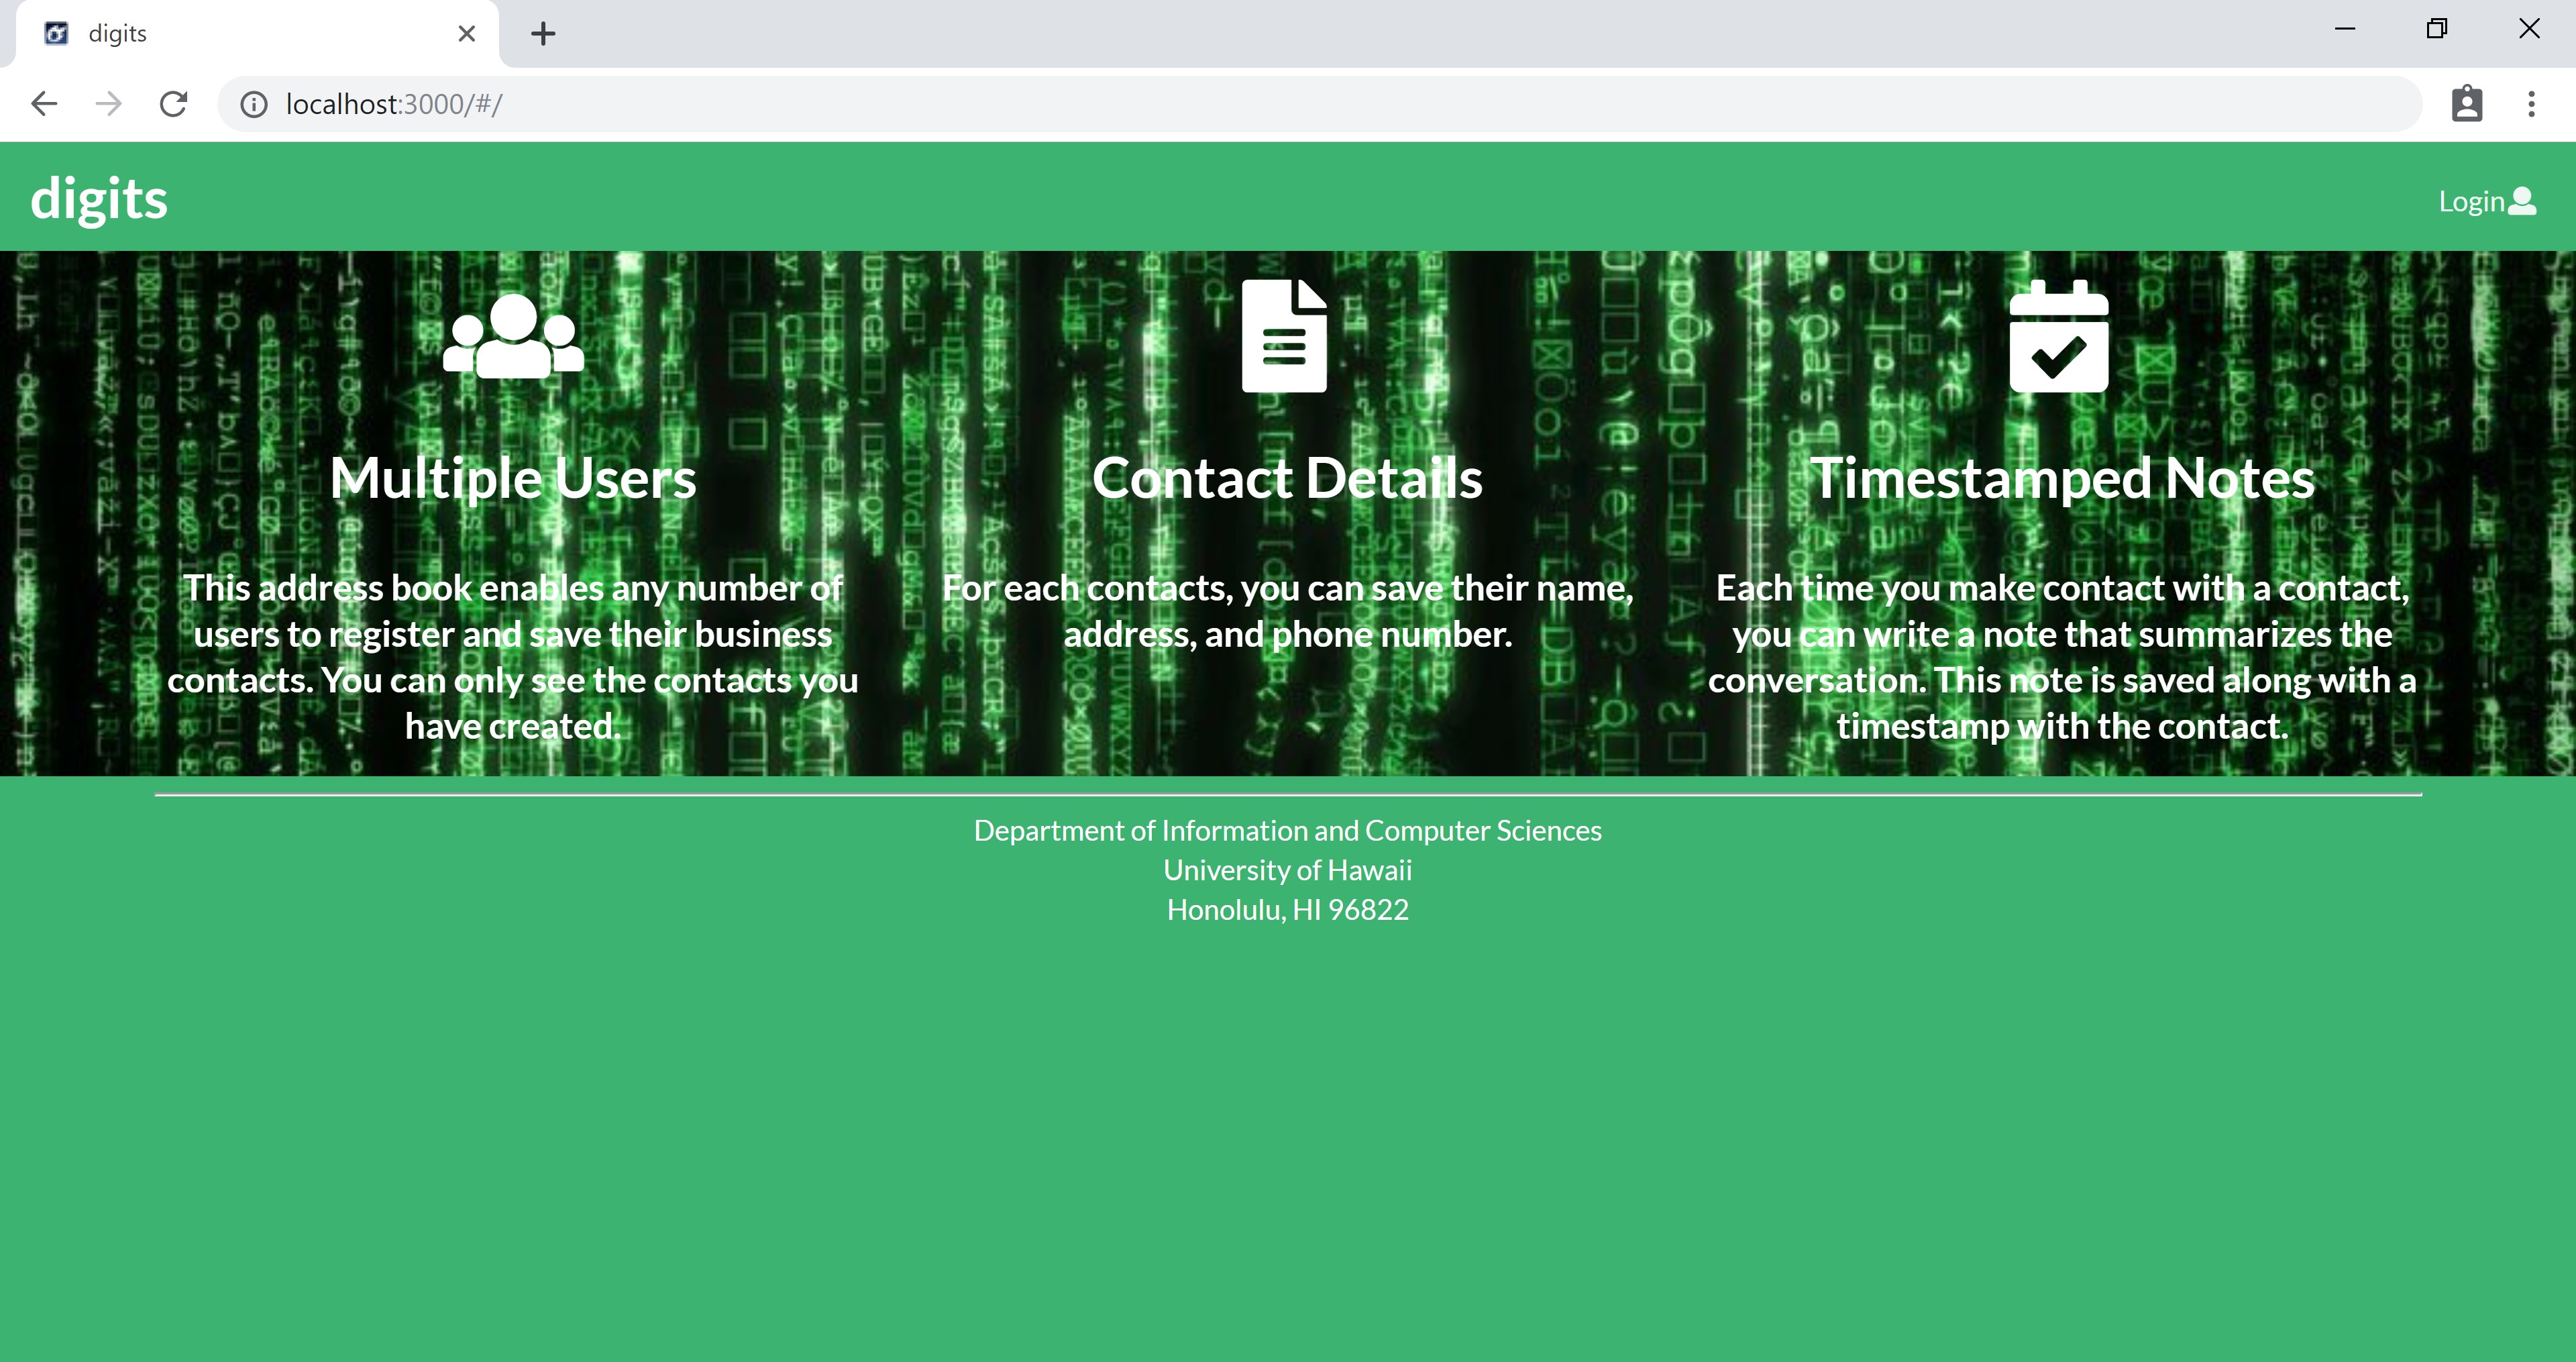 digits
localhost:3000/#/
digits
Login
Multiple Users
Contact Details
Timestamped Notes
This address book enables any number of
users to register and save their business
contacts. You can only see the contacts you
have created.
For each contacts, you can save their name,
address, and phone number.
Each time you make contact with a contact,
you can write a note that summarizes the
conversation. This note is saved along with a
timestamp with the contact.
Department of Information and Computer Sciences
University of Hawaii
Honolulu, HI 96822